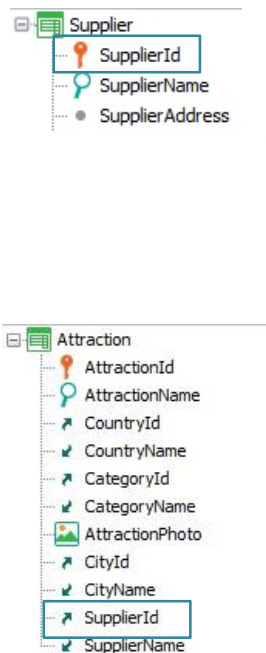 Supplier
SupplierId
SupplierName
SupplierAddress
Attraction
AttractionId
AttractionName
CountryId
CountryName
CategoryId
CategoryName
AttractionPhoto
CityId
CityName
SupplierId
SupplierName